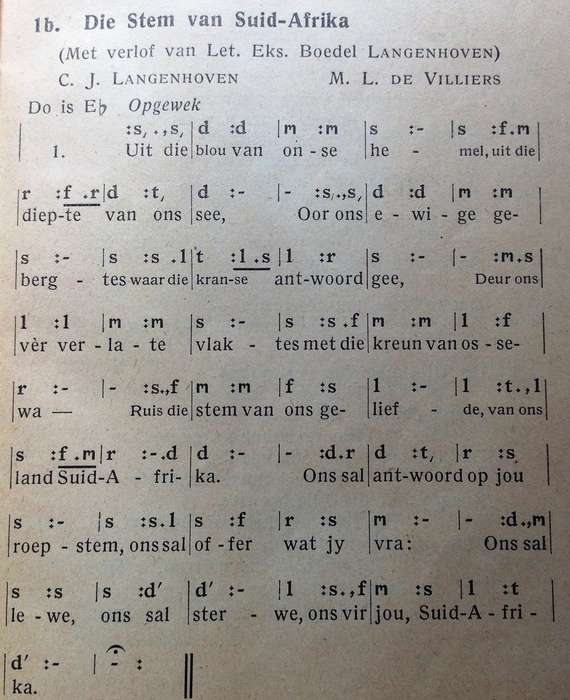 1b. Die Stem van Suid-Afrika
(Met verlof van Let. Eks. Boedel LANGENHOVEN)
C. J. LANGENHOVEN M. L. DE VILLIERS
Do is E♭ Opgewek
| :s, .,s, | d :d | m :m | s :- | s :f.m |
1. Uit die blou van on - se he - mel, uit die
| r :f .r | d :t, | d :- | - :s,.,s, | d :d | m :m |
diep-te van ons see, Oor ons e - wi - ge ge-
| s :- | s :s .l | t :l .s | l :r | s :- | - :m.s |
berg - tes waar die kran-se ant-woord gee, Deur ons
| l :l | m :m | s :- | s :s .f | m :m | l :f |
vèr ver - la - te vlak - tes met die kreun van os - se-
| r :- | - :s.,f | m :m | f :s | l :- | l :t.,l |
wa — Ruis die stem van ons ge- lief - de, van ons
| s :f .m | r :-.d | d :- | - :d.r | d :t, | r :s, |
land Suid-A - fri- ka. Ons sal ant-woord op jou
| s :- | s :s.l | s :f | r :s | m :- | - :d.,m |
roep - stem, ons sal of - fer wat jy vra: Ons sal
| s :s | s :d' | d' :- | l :s.,f | m :s | l :t |
le - we, ons sal ster - we, ons vir jou, Suid-A - fri -
| d' :- | - : ||
ka.